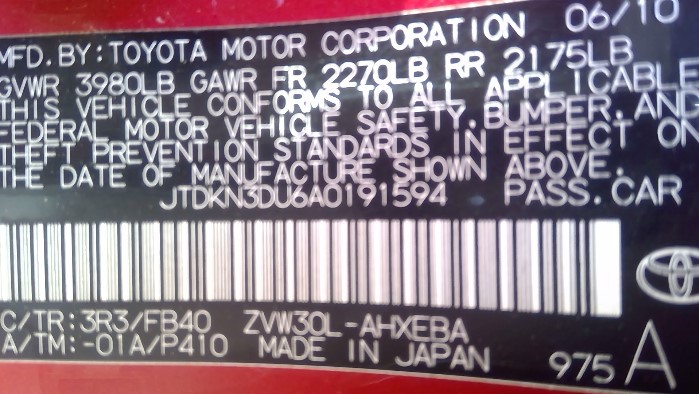 MFD. BY: TOYOTA MOTOR CORPORATION 06/10
GVWR 3980LB GAWR FR 2270LB RR 2175LB
THIS VEHICLE CONFORMS TO ALL APPLICABLE
FEDERAL MOTOR VEHICLE SAFETY, BUMPER, AND
THEFT PREVENTION STANDARDS IN EFFECT ON
THE DATE OF MANUFACTURE SHOWN ABOVE.
JTDKN3DU6A0191594 PASS. CAR
C/TR: 3R3/FB40 ZVW30L-AHXEBA
A/TM: -01A/P410 MADE IN JAPAN 975 A